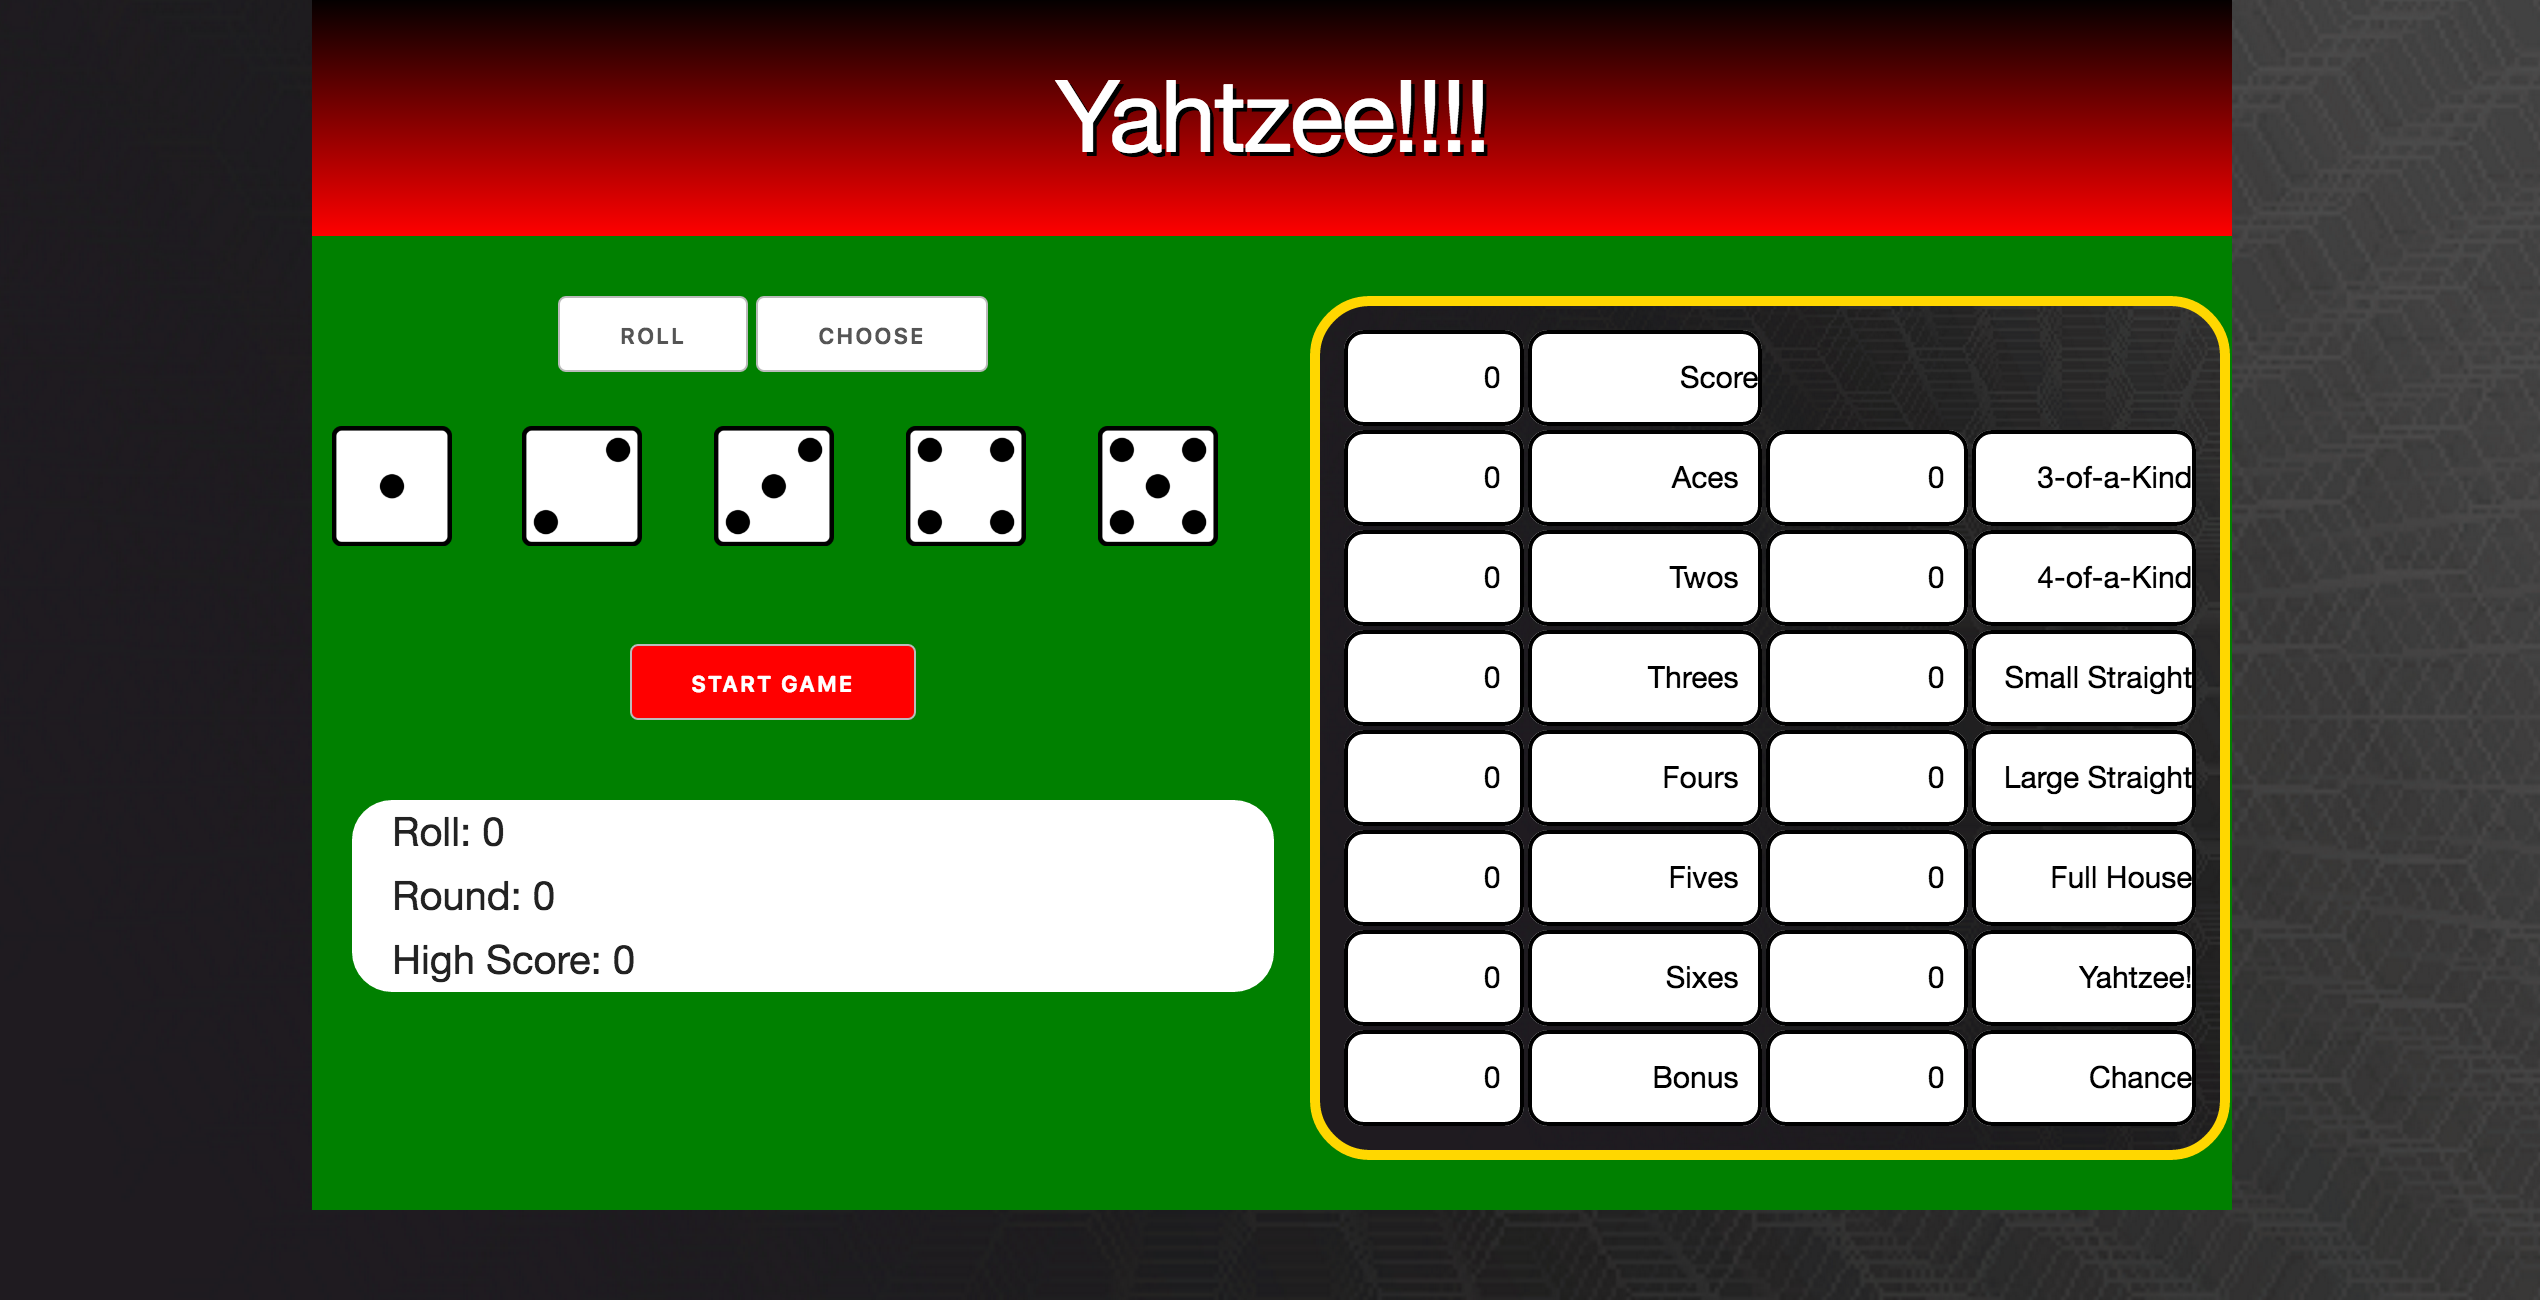 Yahtzee!!!!
ROLL CHOOSE
START GAME
Roll: 0
Round: 0
High Score: 0
0 Score
0 Aces 0 3-of-a-Kind
0 Twos 0 4-of-a-Kind
0 Threes 0 Small Straight
0 Fours 0 Large Straight
0 Fives 0 Full House
0 Sixes 0 Yahtzee!
0 Bonus 0 Chance